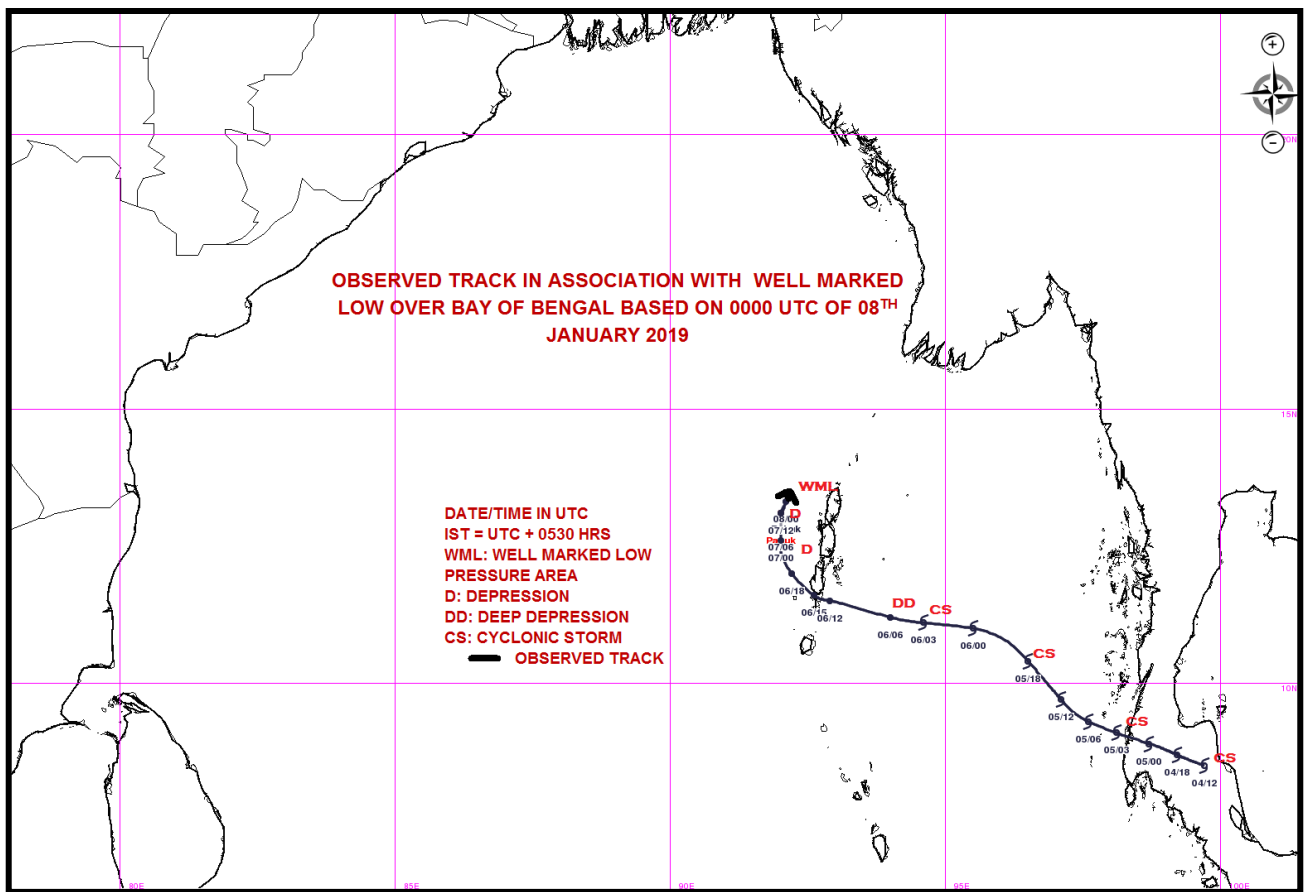 OBSERVED TRACK IN ASSOCIATION WITH WELL MARKED
LOW OVER BAY OF BENGAL BASED ON 0000 UTC OF 08TH
JANUARY 2019
DATE/TIME IN UTC
IST = UTC + 0530 HRS
WML: WELL MARKED LOW
PRESSURE AREA
D: DEPRESSION
DD: DEEP DEPRESSION
CS: CYCLONIC STORM
OBSERVED TRACK
15N
10N
WML
D
08/00
07/12
07/06
D
07/00
06/18
06/15
06/12
DD
06/06
CS
06/03
06/00
CS
05/18
05/12
05/06
CS
05/03
05/00
04/18
CS
04/12
80E
85E
90E
95E
100E